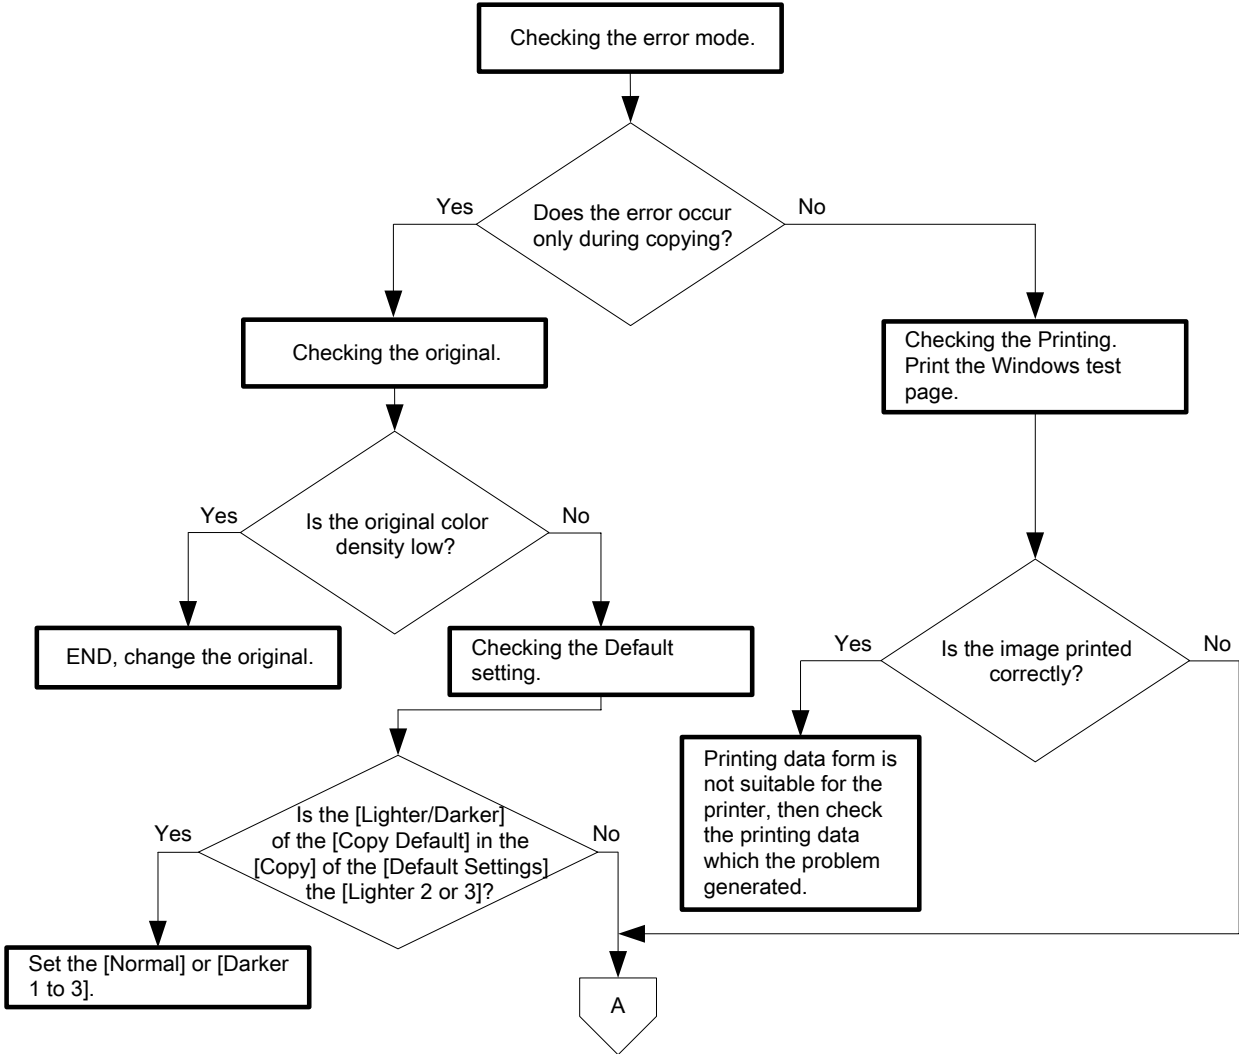 Checking the error mode.
Yes
No
Does the error occur
only during copying?
Checking the original.
Checking the Printing.
Print the Windows test
page.
Yes
No
Is the original color
density low?
END, change the original.
Checking the Default
setting.
Yes
No
Is the image printed
correctly?
Printing data form is
not suitable for the
printer, then check
the printing data
which the problem
generated.
Yes
No
Is the [Lighter/Darker]
of the [Copy Default] in the
[Copy] of the [Default Settings]
the [Lighter 2 or 3]?
Set the [Normal] or [Darker
1 to 3].
A